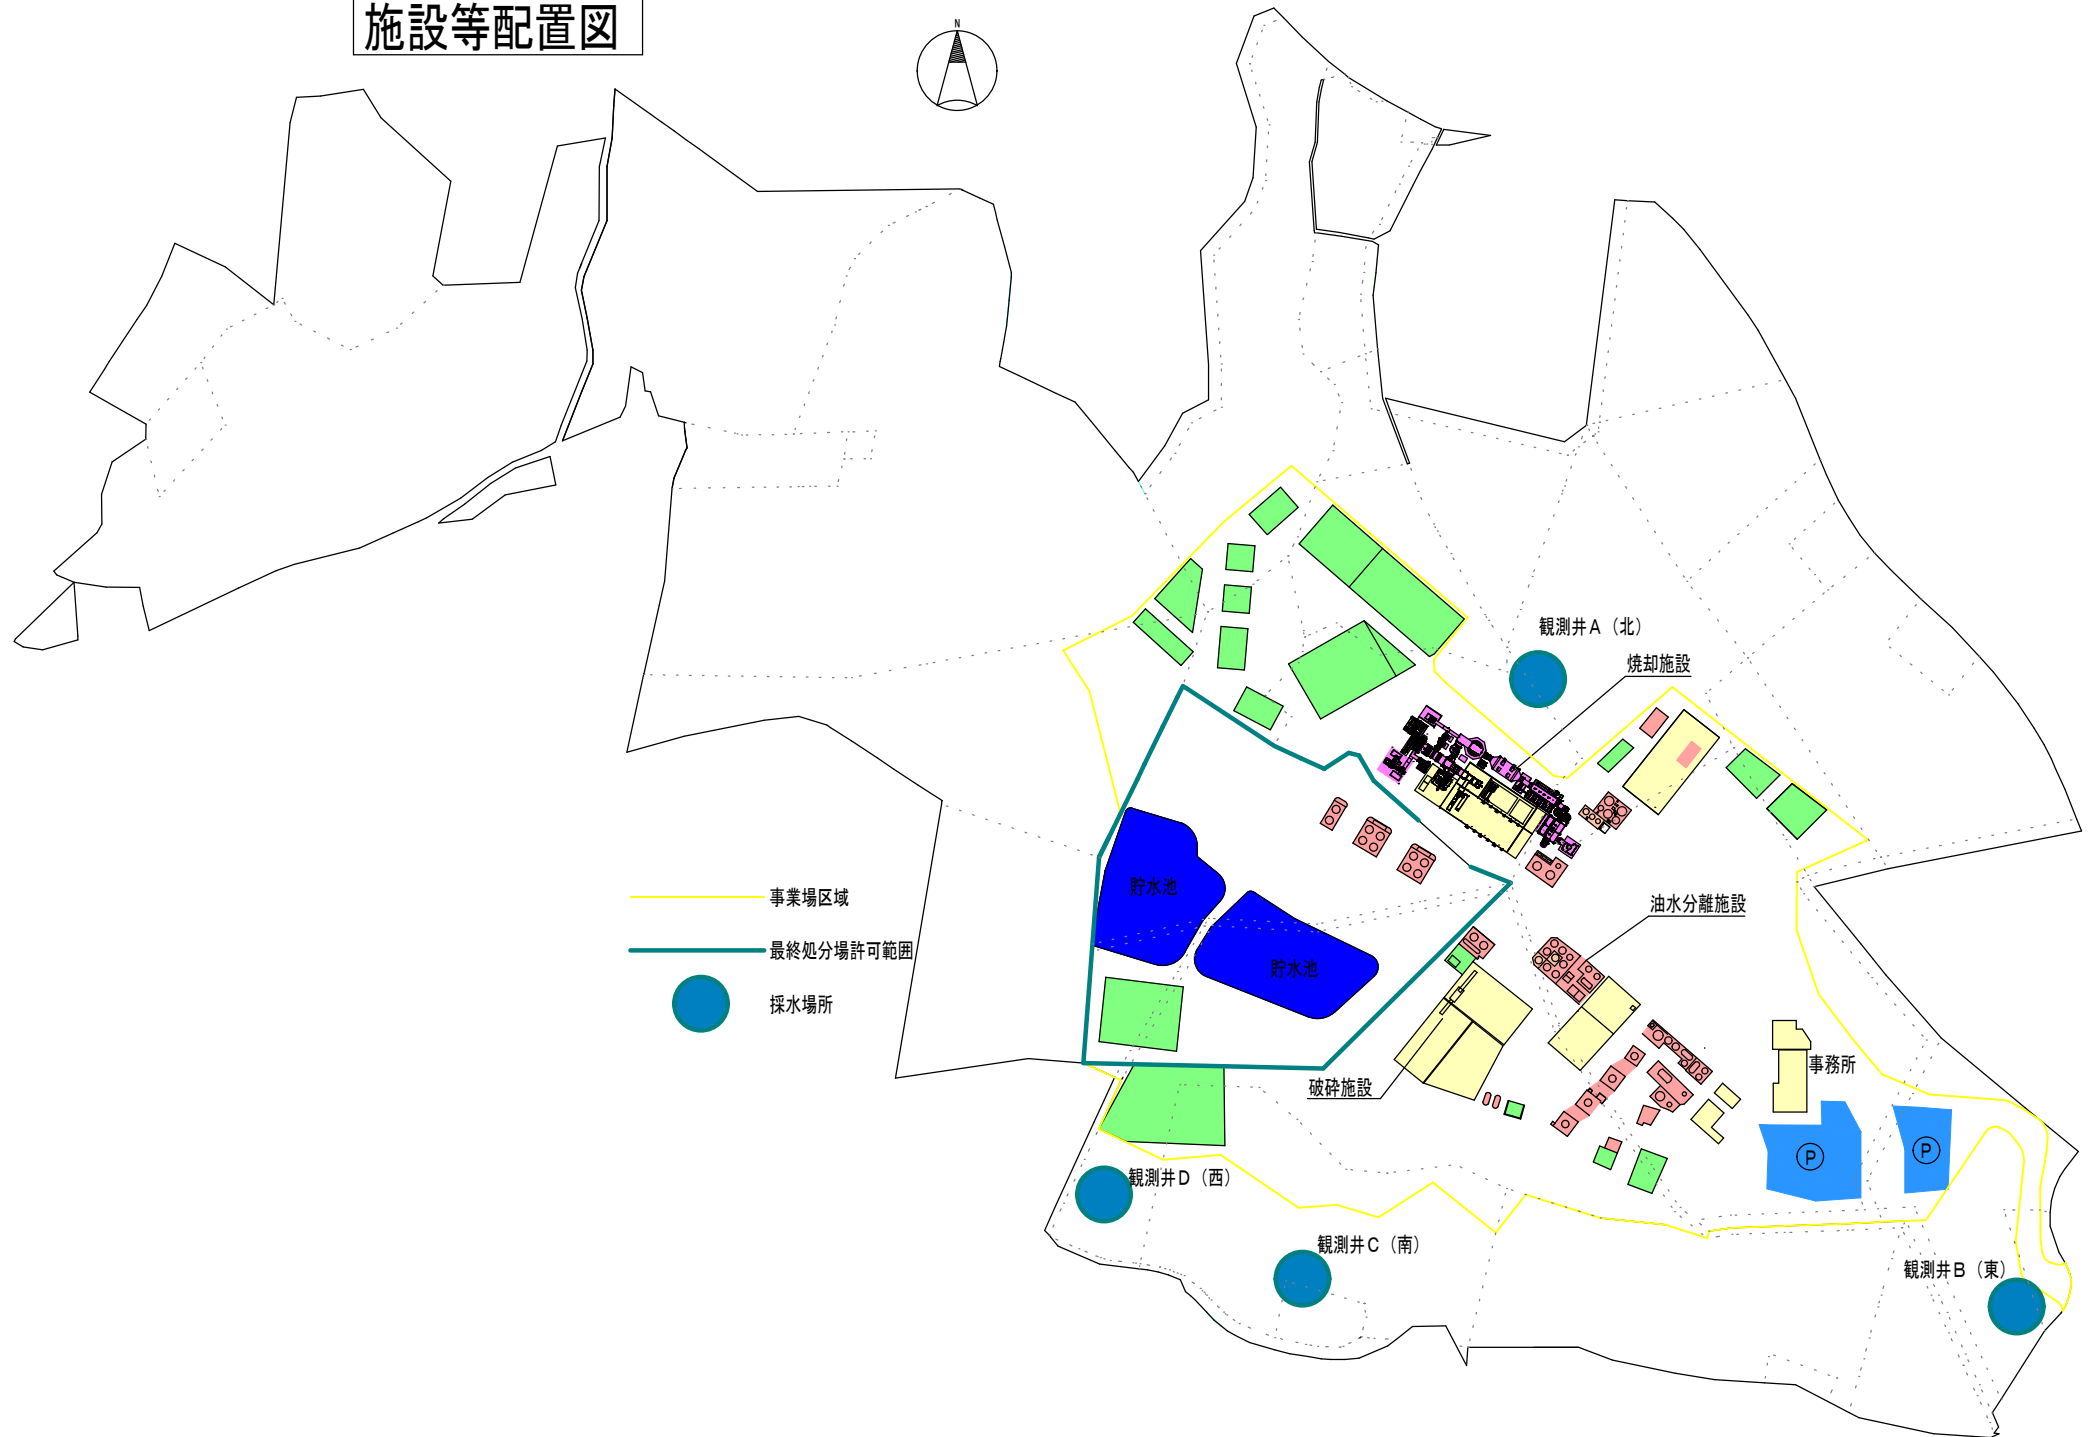 施設等配置図
N
観測井A（北）
焼却施設
貯水池
事業場区域
油水分離施設
最終処分場許可範囲
貯水池
採水場所
事務所
破砕施設
P
P
観測井D（西）
観測井C（南）
観測井B（東）